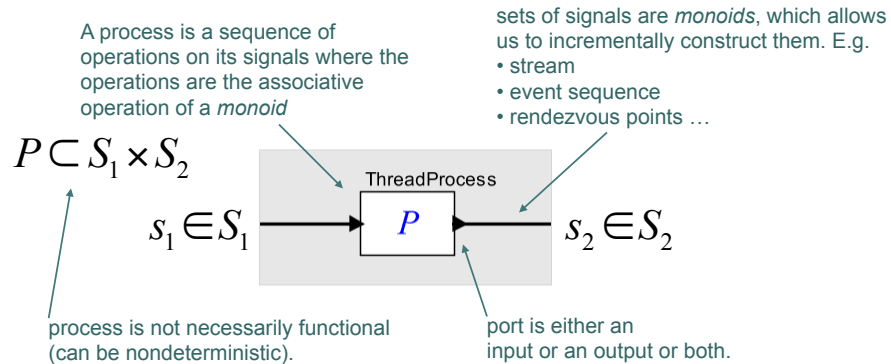 A process is a sequence of
operations on its signals where the
operations are the associative
operation of a monoid
sets of signals are monoids, which allows
us to incrementally construct them. E.g.
• stream
• event sequence
• rendezvous points …
P ⊂ S₁ × S₂
ThreadProcess
s₁ ∈ S₁
P
s₂ ∈ S₂
process is not necessarily functional
(can be nondeterministic).
port is either an
input or an output or both.